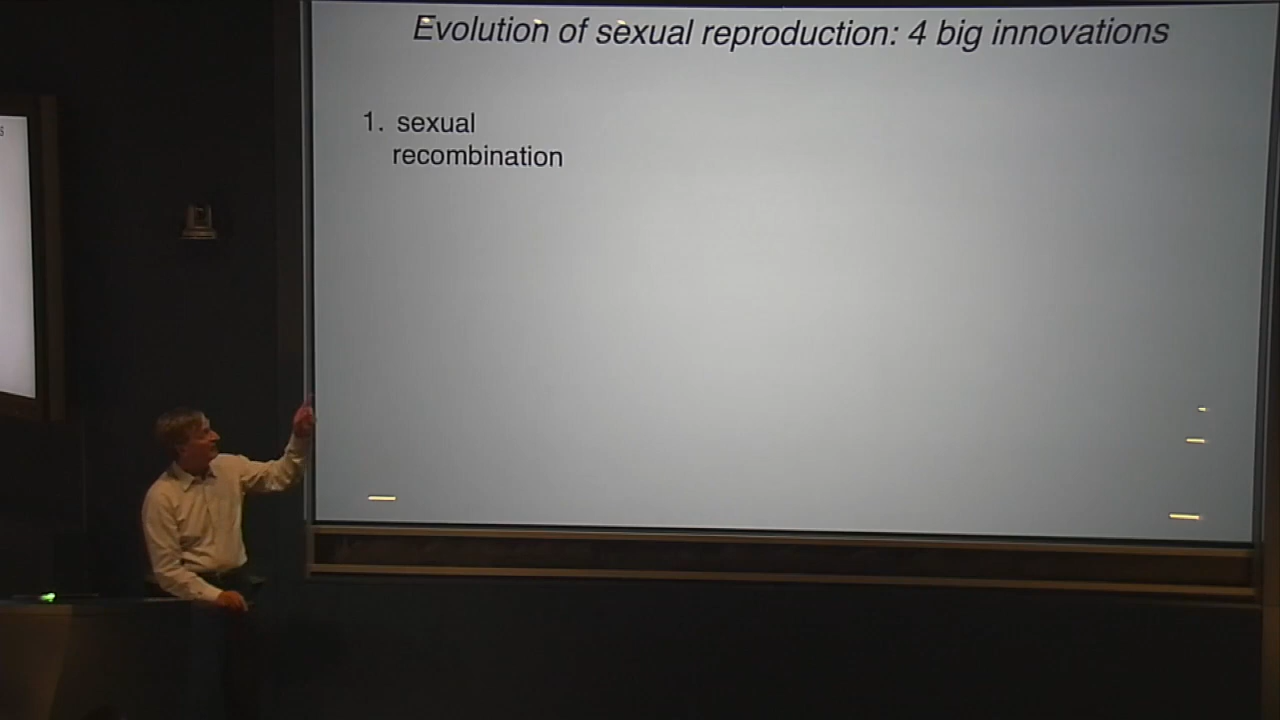 Evolution of sexual reproduction: 4 big innovations
1. sexual
recombination
s